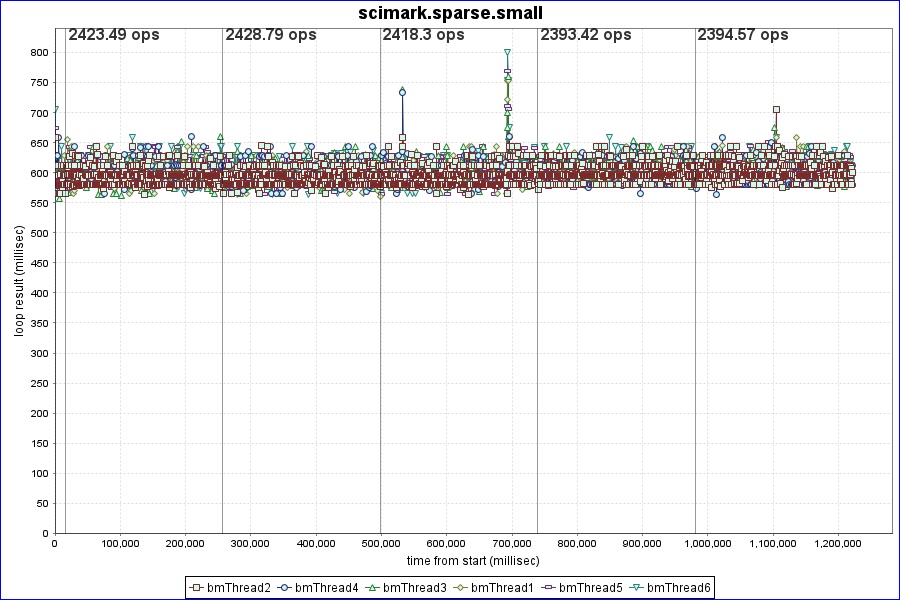 scimark.sparse.small
2423.49 ops 2428.79 ops 2418.3 ops 2393.42 ops 2394.57 ops
800
750
700
650
600
550
500
450
400
350
300
250
200
150
100
50
0
loop result (millisec)
0 100,000 200,000 300,000 400,000 500,000 600,000 700,000 800,000 900,000 1,000,000 1,100,000 1,200,000
time from start (millisec)
bmThread2 bmThread4 bmThread3 bmThread1 bmThread5 bmThread6